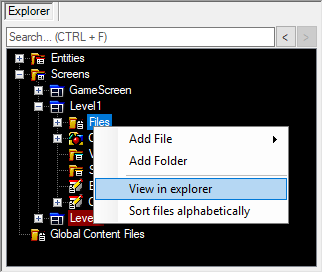 Explorer
Search... (CTRL + F)
<
>
Entities
Screens
GameScreen
Level1
Files
Add File
Add Folder
View in explorer
Sort files alphabetically
Global Content Files